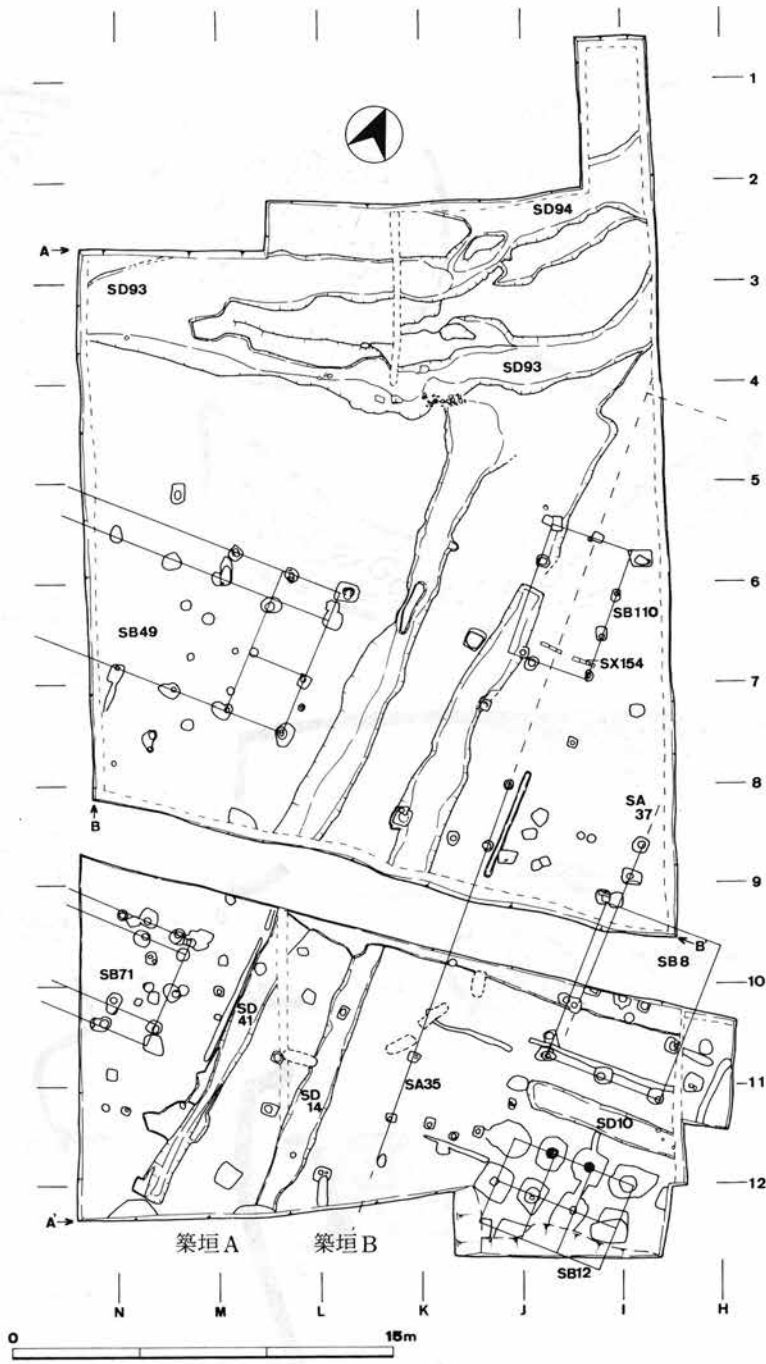 1
2
SD94
A→
3
SD93
SD93
4
5
6
SB110
SB49
SX154
7
8
SA
37
B
9
B'
SB8
10
SB71
SD
41
11
SA35
SD
14
SD10
12
A'→
築垣A 築垣B
SB12
N M L K J I H
0 15m